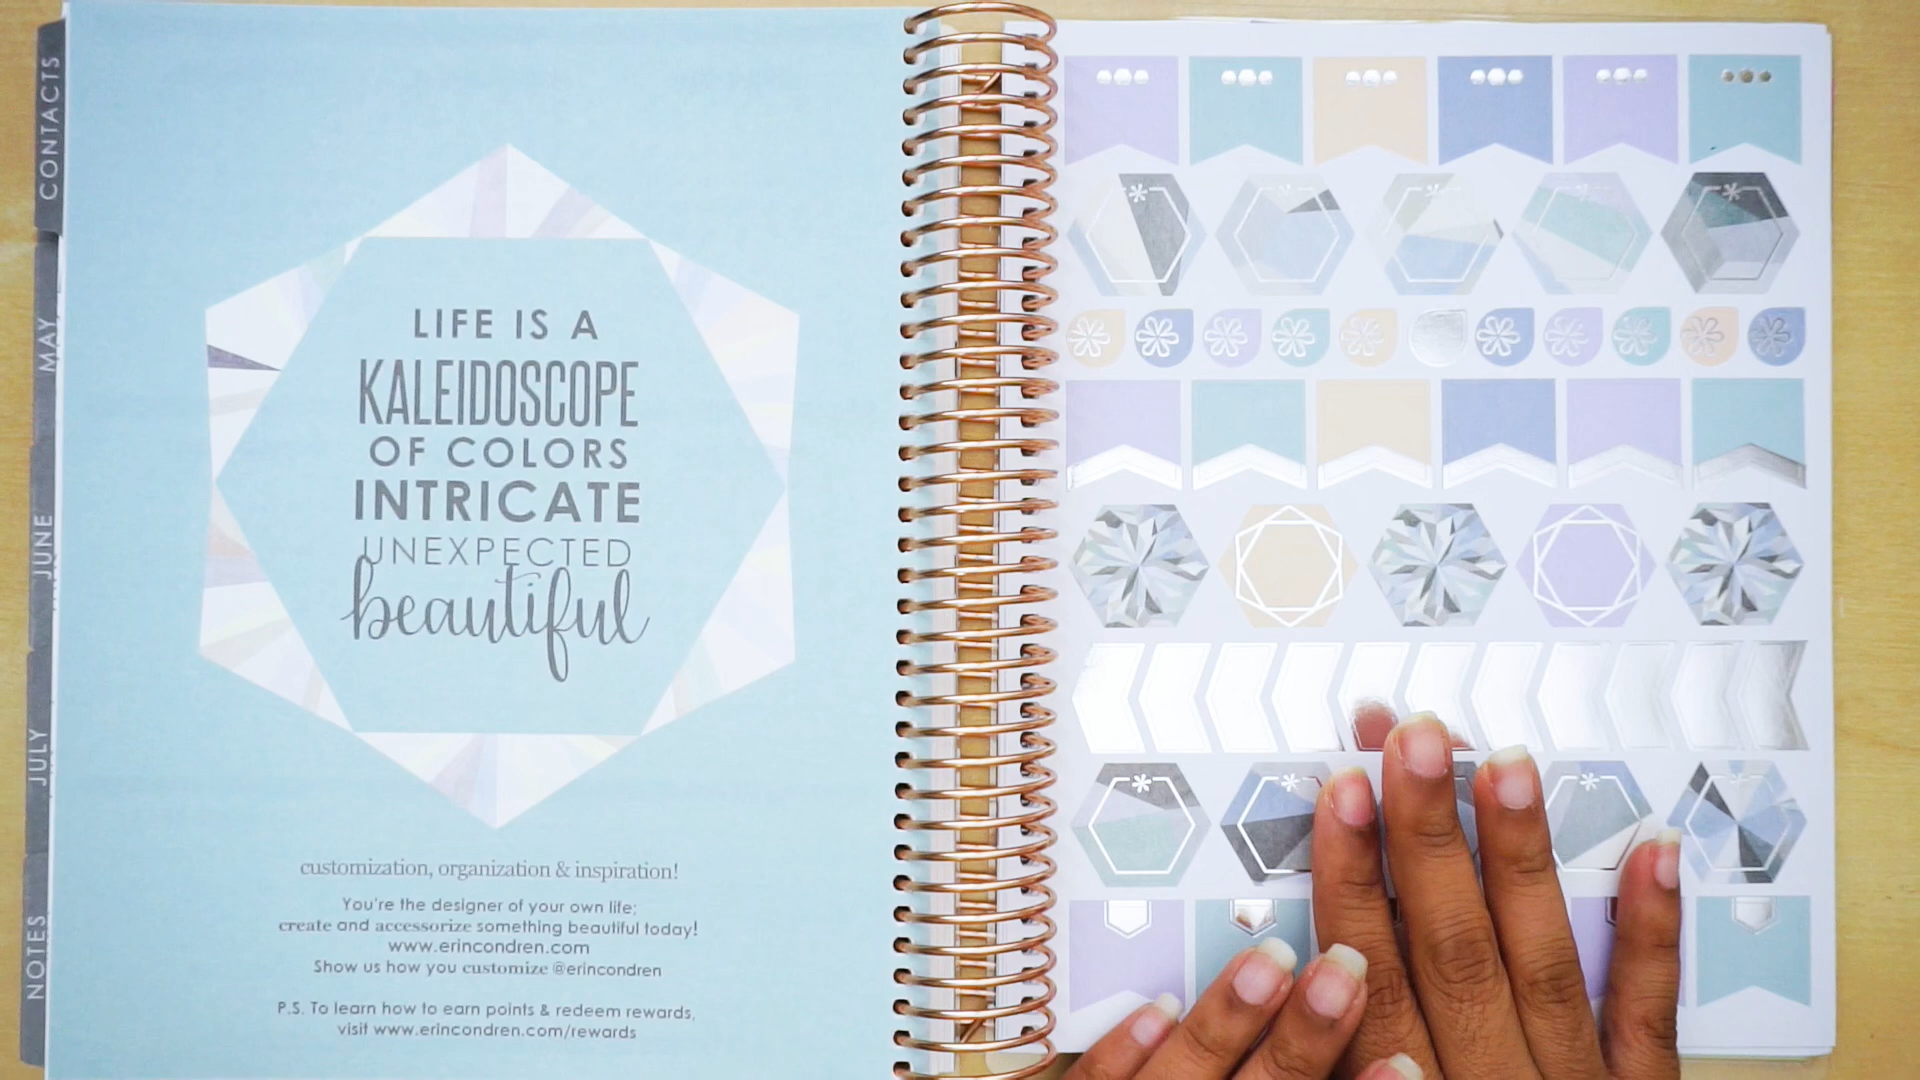 CONTACTS
MAY
JUNE
JULY
NOTES
LIFE IS A
KALEIDOSCOPE
OF COLORS
INTRICATE
UNEXPECTED
beautiful
customization, organization & inspiration!
You're the designer of your own life;
create and accessorize something beautiful today!
www.erincondren.com
Show us how you customize @erincondren
P.S. To learn how to earn points & redeem rewards,
visit www.erincondren.com/rewards